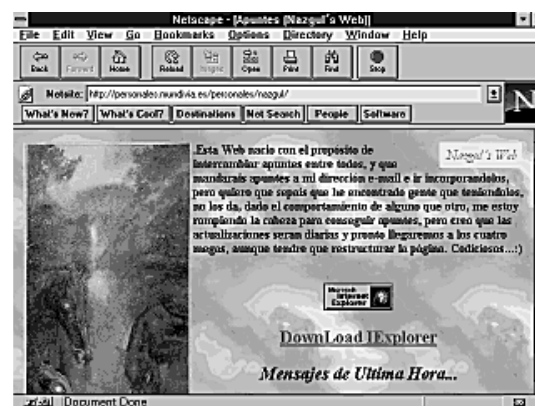 Netscape - [Apuntes (Nazgul's Web)]
File Edit View Go Bookmarks Options Directory Window Help
Back Forward Home Reload Images Open Print Find Stop
Netsite: http://personales.mundivia.es/personales/nazgul/
N
What's New? What's Cool? Destinations Net Search People Software
Nazgul's Web
.Esta Web nacio con el propósito de
intercambiar apuntes entre todos, y que
mandarais apuntes a mi dirección e-mail e ir incorporandolos,
pero quiero que sepais que he encontrado gente que teniendolos,
no los da, dado el comportamiento de alguno que otro, me estoy
rompiendo la cabeza para conseguir apuntes, pero creo que las
actualizaciones seran diarias y pronto llegaremos a los cuatro
megas, aunque tendre que restructurar la página. Codiciosos...:)
Microsoft
Internet
Explorer
DownLoad IExplorer
Mensajes de Ultima Hora...
Document Done